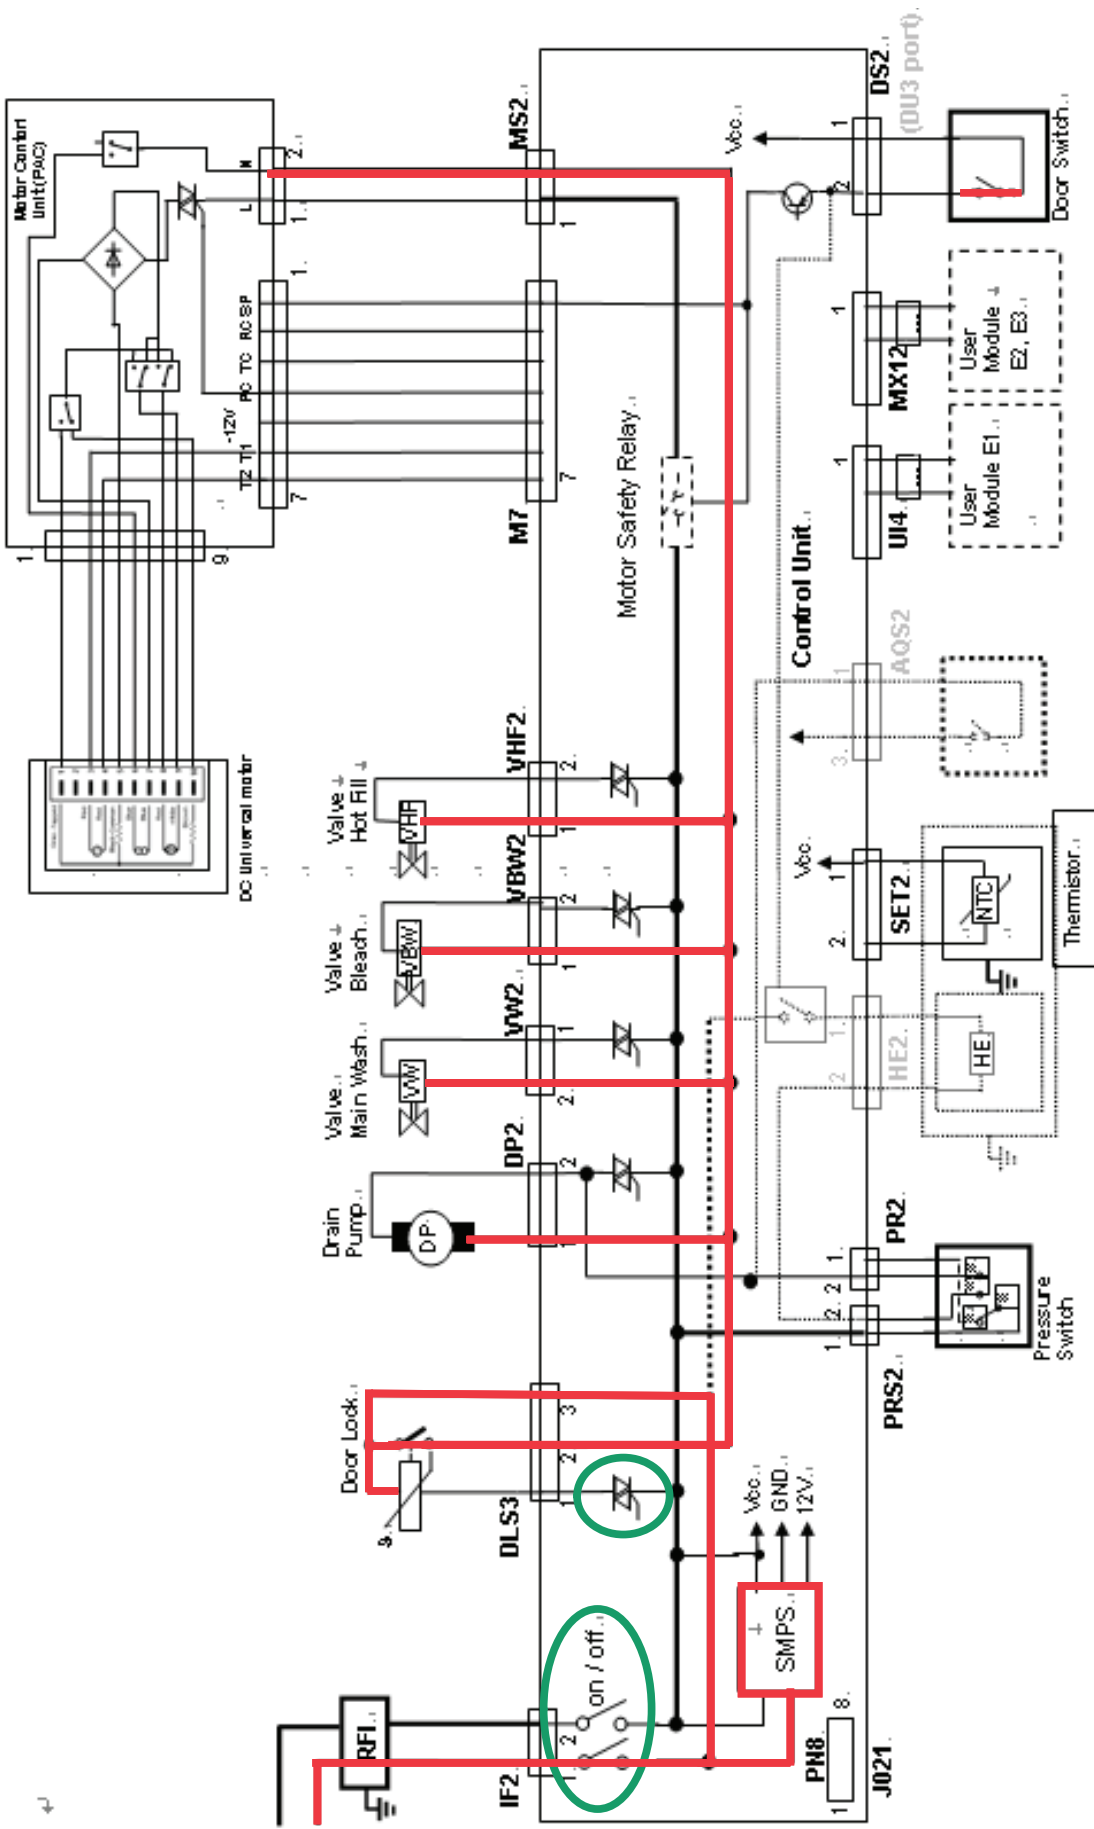 Motor Contorl
Unit(PAC)
N
L
2.
1.
1.
SP
RC
TC
PC
-12V
T1
T2
7
1
9.
DC Universal motor
MS2.
1
M7
7
Motor Safety Relay.
Control Unit.
DS2.
(DU3 port).
1
2
Vcc.
Door Switch.
MX12
1
User
Module
E2, E3.
UI4.
1
User
Module E1.
AQS2
1
3.
Valve
Hot Fill
VHF
VHF2.
2.
1
Valve
Bleach.
VBW
VBW2
2
1
Valve.
Main Wash.
VW
VW2
1
2.
Drain
Pump.
DP
DP2.
2
1
Vcc.
1
2.
SET2
NTC
Thermistor.
HE2.
1.
2
HE
PR2.
1.
2
2.
1.
PRS2.
Pressure
Switch
Door Lock.
9.
DLS3
3
2
1
Vcc.
GND.
12V.
SMPS.
on / off.
RFI.
IF2.
2
1
PN8.
8.
1
J021.